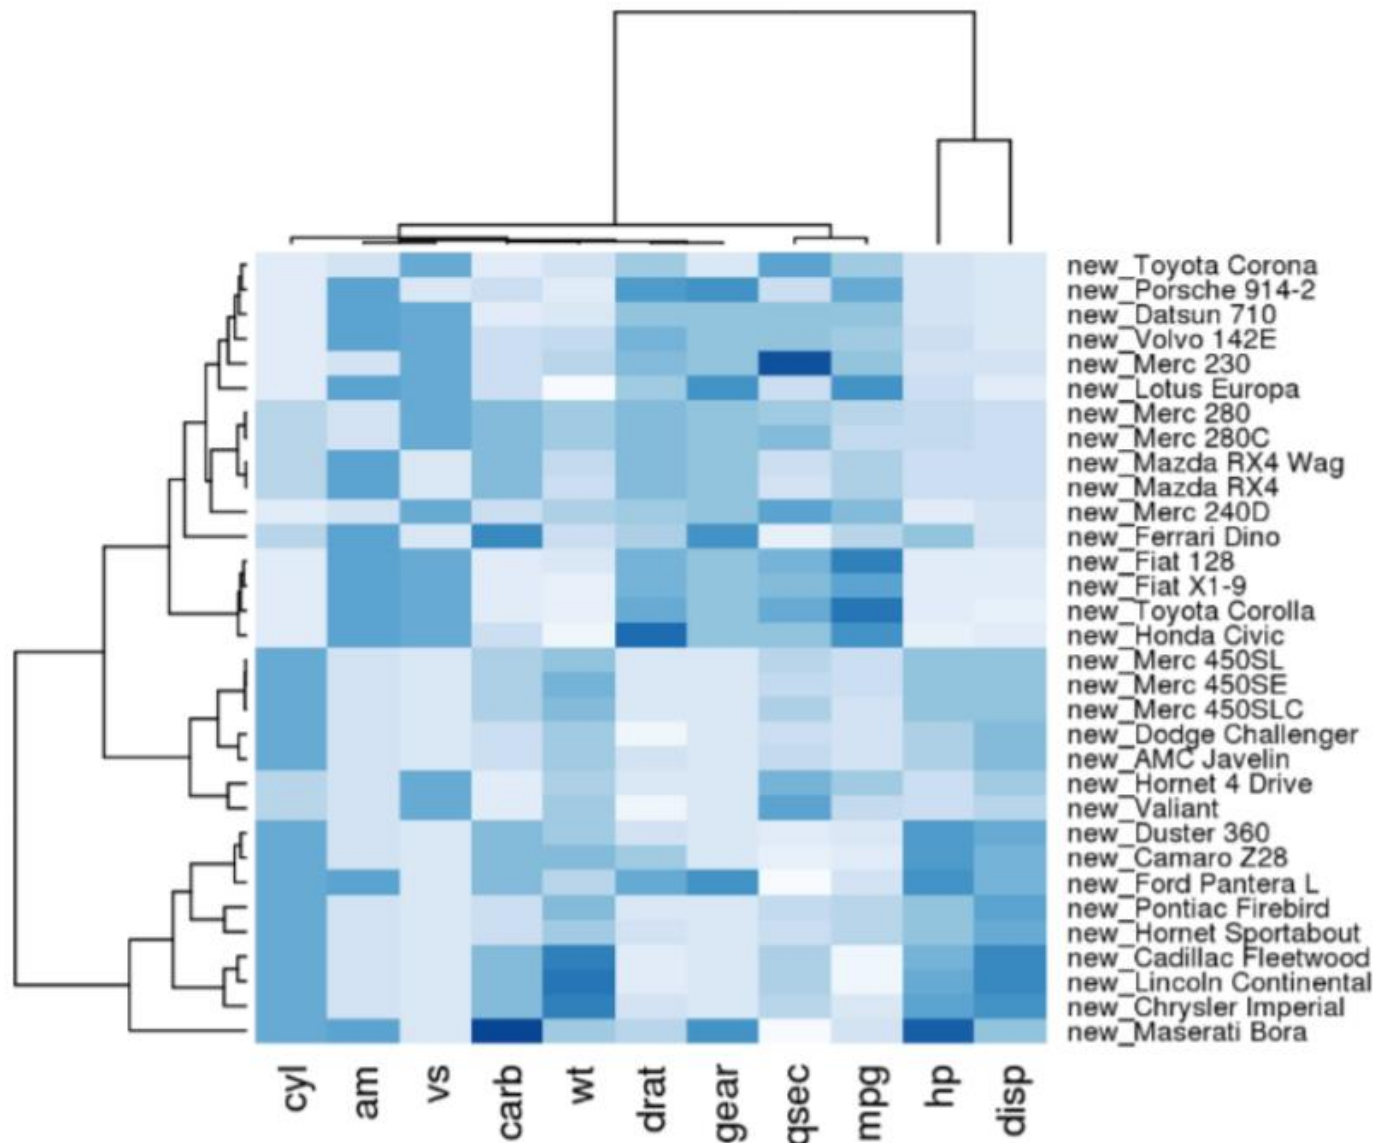 new_Toyota Corona
new_Porsche 914-2
new_Datsun 710
new_Volvo 142E
new_Merc 230
new_Lotus Europa
new_Merc 280
new_Merc 280C
new_Mazda RX4 Wag
new_Mazda RX4
new_Merc 240D
new_Ferrari Dino
new_Fiat 128
new_Fiat X1-9
new_Toyota Corolla
new_Honda Civic
new_Merc 450SL
new_Merc 450SE
new_Merc 450SLC
new_Dodge Challenger
new_AMC Javelin
new_Hornet 4 Drive
new_Valiant
new_Duster 360
new_Camaro Z28
new_Ford Pantera L
new_Pontiac Firebird
new_Hornet Sportabout
new_Cadillac Fleetwood
new_Lincoln Continental
new_Chrysler Imperial
new_Maserati Bora
cyl
am
vs
carb
wt
drat
gear
qsec
mpg
hp
disp